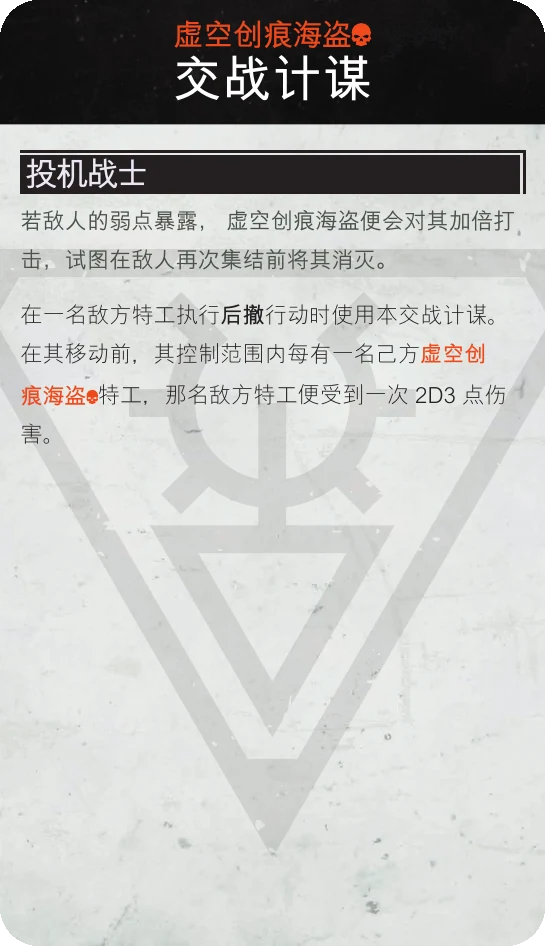 虚空创痕海盗
交战计谋
投机战士
若敌人的弱点暴露， 虚空创痕海盗便会对其加倍打
击，试图在敌人再次集结前将其消灭。
在一名敌方特工执行后撤行动时使用本交战计谋。
在其移动前，其控制范围内每有一名己方虚空创
痕海盗特工，那名敌方特工便受到一次 2D3 点伤
害。